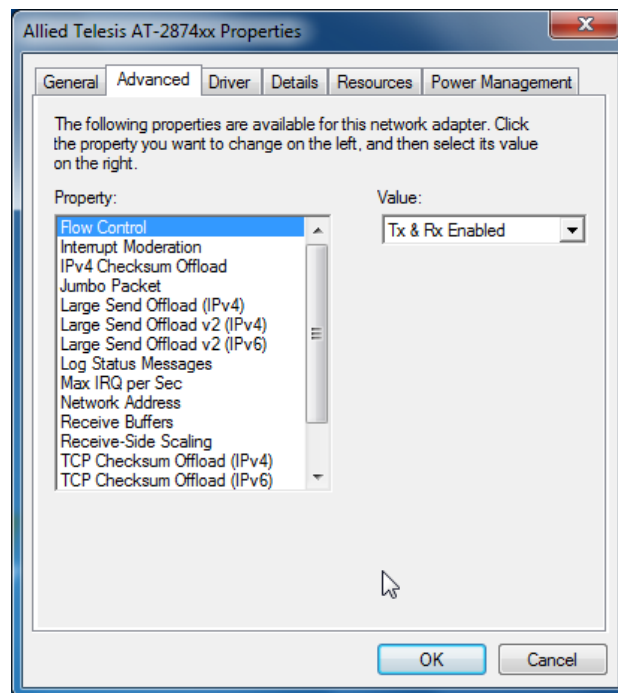 Allied Telesis AT-2874xx Properties
General Advanced Driver Details Resources Power Management
The following properties are available for this network adapter. Click
the property you want to change on the left, and then select its value
on the right.
Property:
Value:
Flow Control
Tx & Rx Enabled
Interrupt Moderation
IPv4 Checksum Offload
Jumbo Packet
Large Send Offload (IPv4)
Large Send Offload v2 (IPv4)
Large Send Offload v2 (IPv6)
Log Status Messages
Max IRQ per Sec
Network Address
Receive Buffers
Receive-Side Scaling
TCP Checksum Offload (IPv4)
TCP Checksum Offload (IPv6)
OK Cancel